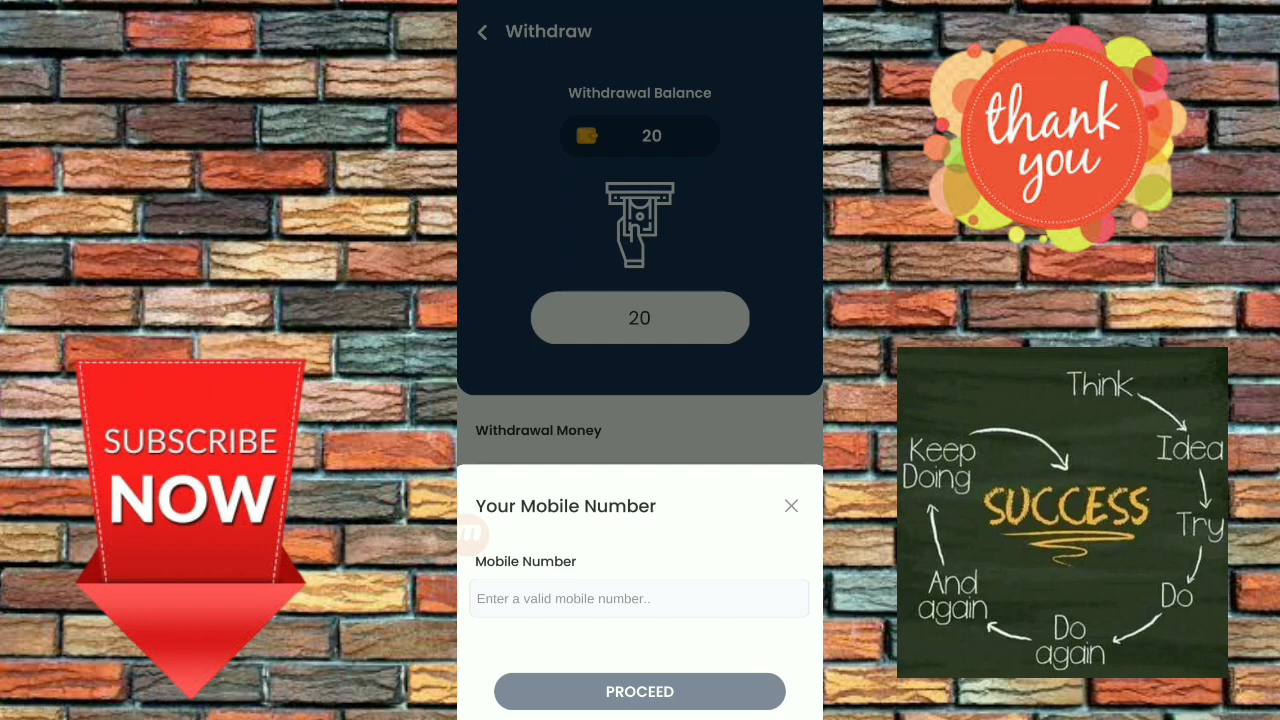 Withdraw
Withdrawal Balance
20
20
Withdrawal Money
Your Mobile Number
Mobile Number
Enter a valid mobile number..
PROCEED
SUBSCRIBE
NOW
thank
you
Think
Idea
Try
Do
Do
again
And
again
Keep
Doing
SUCCESS